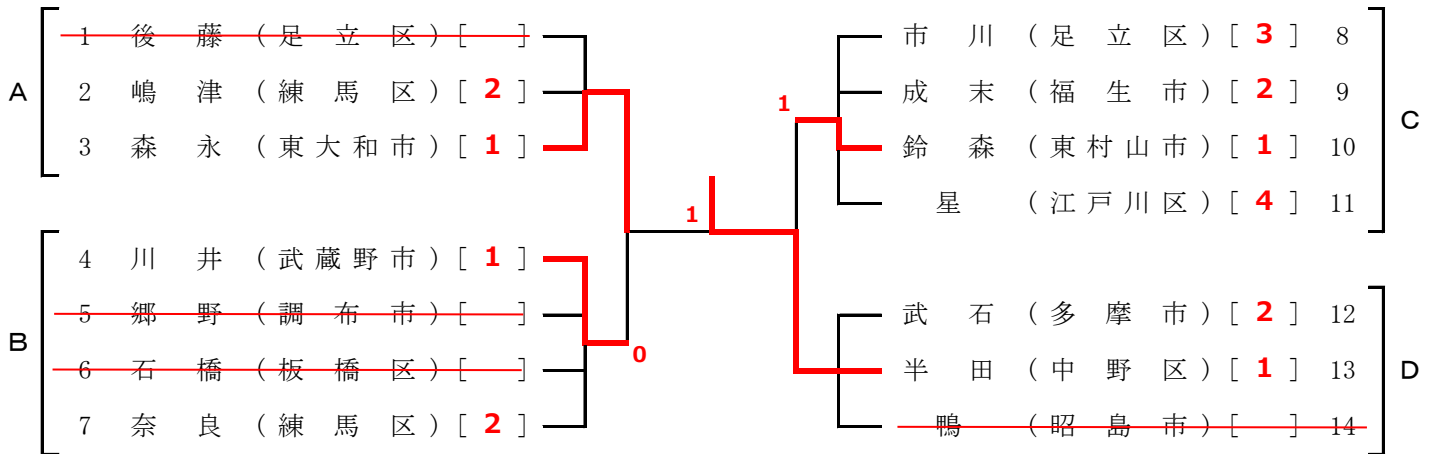 A
1 後藤 (足立区) [ ]
2 嶋津 (練馬区) [ 2 ]
3 森永 (東大和市) [ 1 ]
B
4 川井 (武蔵野市) [ 1 ]
5 郷野 (調布市) [ ]
6 石橋 (板橋区) [ ]
7 奈良 (練馬区) [ 2 ]
0
1
1
市川 (足立区) [ 3 ] 8
成末 (福生市) [ 2 ] 9
鈴森 (東村山市) [ 1 ] 10
星 (江戸川区) [ 4 ] 11
C
武石 (多摩市) [ 2 ] 12
半田 (中野区) [ 1 ] 13
鴨 (昭島市) [ ] 14
D